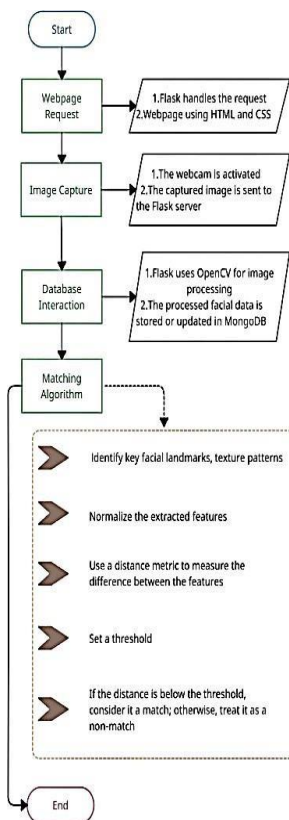 Start
Webpage
Request
1.Flask handles the request
2.Webpage using HTML and CSS
Image Capture
1.The webcam is activated
2.The captured image is sent to
the Flask server
Database
Interaction
1.Flask uses OpenCV for image
processing
2.The processed facial data is
stored or updated in MongoDB
Matching
Algorithm
Identify key facial landmarks, texture patterns
Normalize the extracted features
Use a distance metric to measure the
difference between the features
Set a threshold
If the distance is below the threshold,
consider it a match; otherwise, treat it as a
non-match
End